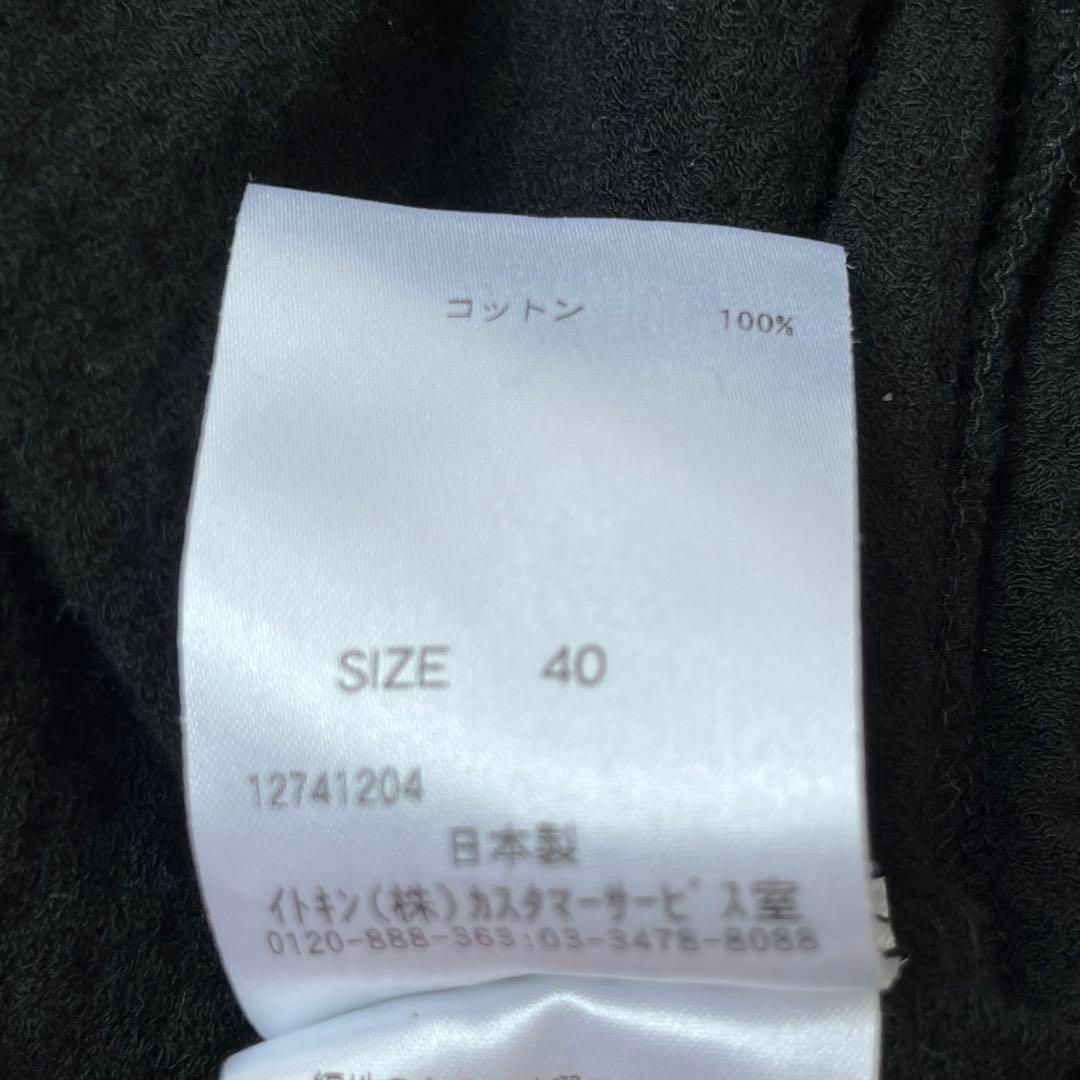 コットン 100%
SIZE 40
12741204
日本製
イトキン(株)カスタマーサービス室
0120-888-363:03-3478-8088